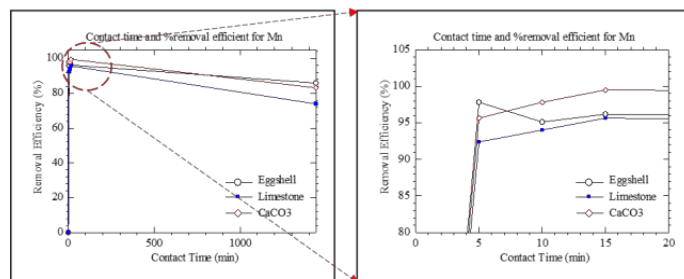 Contact time and %removal efficient for Mn
100
80
60
40
20
0
Removal Efficiency (%)
Eggshell
Limestone
CaCO3
0 500 1000
Contact Time (min)
Contact time and %removal efficient for Mn
105
100
95
90
85
80
Removal Efficiency (%)
Eggshell
Limestone
CaCO3
0 5 10 15 20
Contact Time (min)